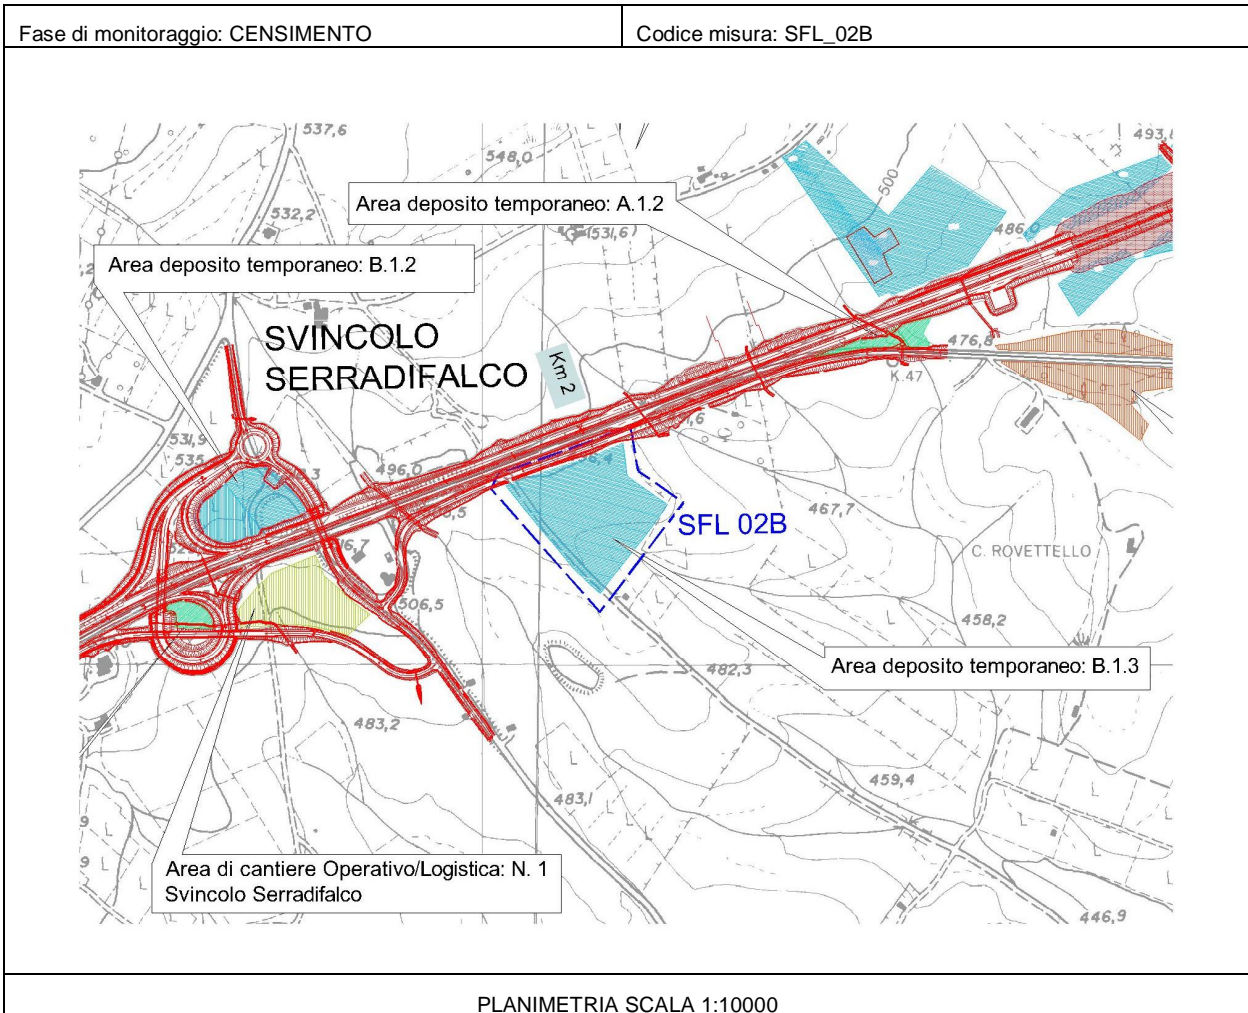 Fase di monitoraggio: CENSIMENTO
Codice misura: SFL_02B
537,6
548,0
493,
Area deposito temporaneo: A.1.2
500
532,2
(531,6)
486,0
Area deposito temporaneo: B.1.2
SVINCOLO
SERRADIFALCO
Km 2
476,8
K.47
531,9
535
496,0
467,7
SFL 02B
C. ROVETTELLO
506,5
458,2
482,3
Area deposito temporaneo: B.1.3
483,2
459,4
483,1
Area di cantiere Operativo/Logistica: N. 1
Svincolo Serradifalco
446,9
PLANIMETRIA SCALA 1:10000